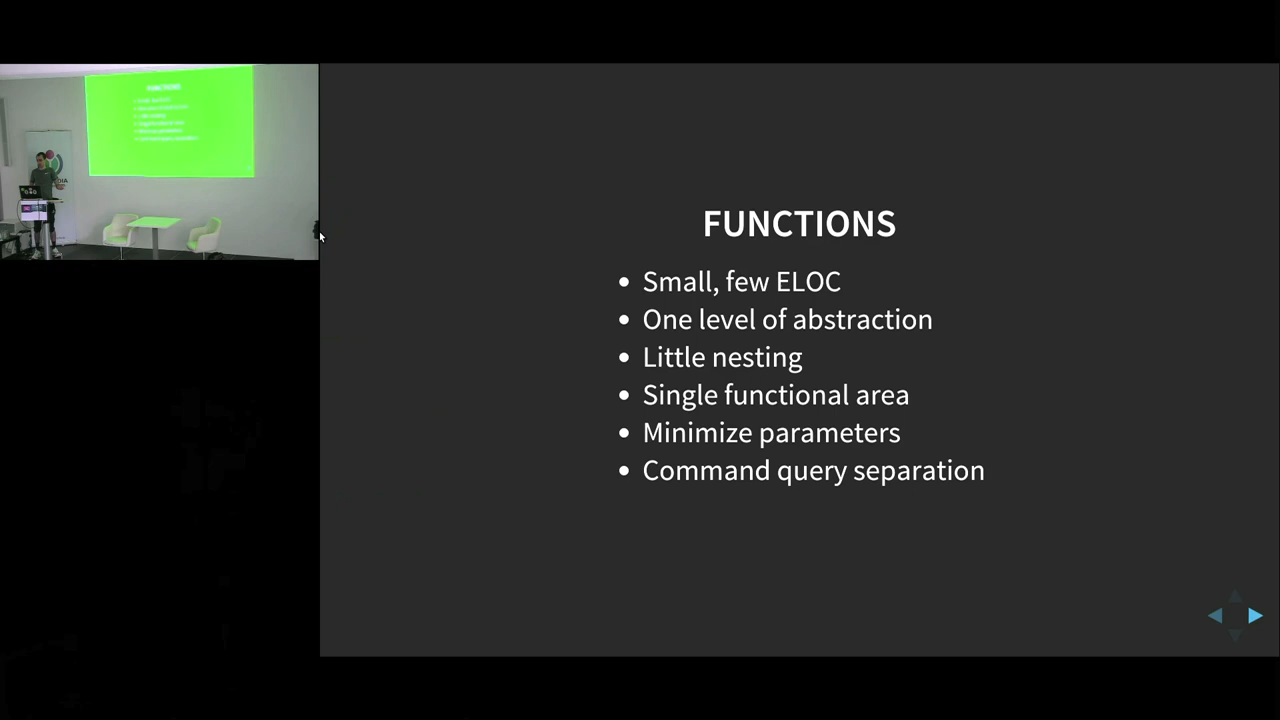 FUNCTIONS
Small, few ELOC
One level of abstraction
Little nesting
Single functional area
Minimize parameters
Command query separation